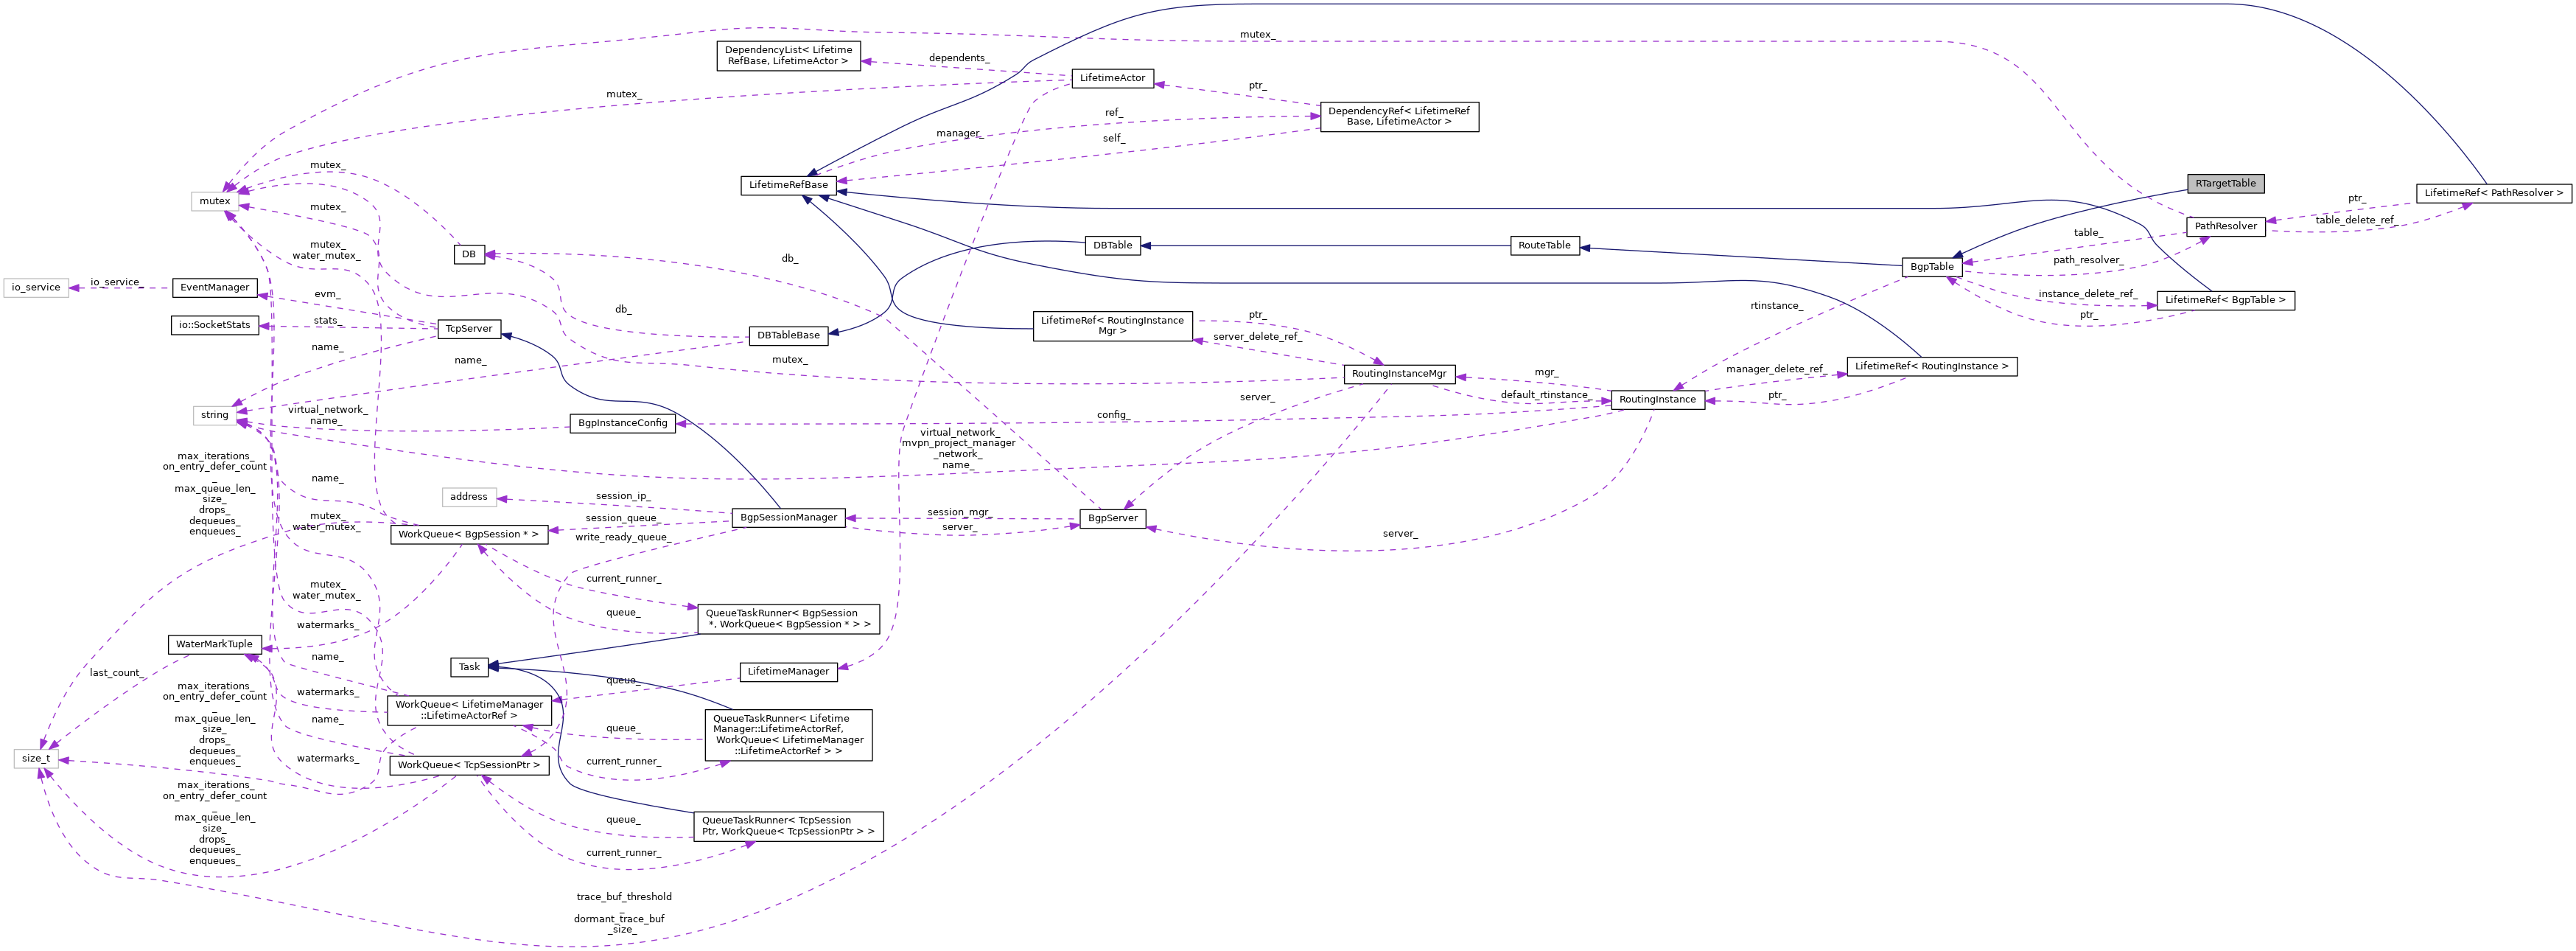 mutex_
DependencyList< Lifetime
RefBase, LifetimeActor >
dependents_
LifetimeActor
mutex_
ptr_
DependencyRef< LifetimeRef
Base, LifetimeActor >
ref_
manager_
self_
mutex_
LifetimeRefBase
RTargetTable
LifetimeRef< PathResolver >
mutex
ptr_
mutex_
table_delete_ref_
PathResolver
table_
mutex_
water_mutex_
DB
DBTable
RouteTable
db_
path_resolver_
BgpTable
io_service
io_service_
EventManager
evm_
instance_delete_ref_
LifetimeRef< BgpTable >
ptr_
rtinstance_
io::SocketStats
stats_
TcpServer
db_
DBTableBase
LifetimeRef< RoutingInstance
Mgr >
ptr_
server_delete_ref_
name_
name_
mutex_
RoutingInstanceMgr
mgr_
manager_delete_ref_
LifetimeRef< RoutingInstance >
default_rtinstance_
ptr_
RoutingInstance
server_
string
virtual_network_
name_
BgpInstanceConfig
config_
virtual_network_
mvpn_project_manager
_network_
name_
max_iterations_
on_entry_defer_count
_
max_queue_len_
size_
drops_
dequeues_
enqueues_
name_
address
session_ip_
mutex_
water_mutex_
session_queue_
BgpSessionManager
session_mgr_
server_
BgpServer
server_
WorkQueue< BgpSession * >
write_ready_queue_
current_runner_
mutex_
water_mutex_
queue_
QueueTaskRunner< BgpSession
*, WorkQueue< BgpSession * > >
watermarks_
WaterMarkTuple
name_
Task
LifetimeManager
last_count_
queue_
max_iterations_
on_entry_defer_count
_
max_queue_len_
size_
drops_
dequeues_
enqueues_
watermarks_
WorkQueue< LifetimeManager
::LifetimeActorRef >
name_
queue_
QueueTaskRunner< Lifetime
Manager::LifetimeActorRef,
WorkQueue< LifetimeManager
::LifetimeActorRef > >
size_t
watermarks_
WorkQueue< TcpSessionPtr >
current_runner_
max_iterations_
on_entry_defer_count
_
max_queue_len_
size_
drops_
dequeues_
enqueues_
queue_
QueueTaskRunner< TcpSession
Ptr, WorkQueue< TcpSessionPtr > >
current_runner_
trace_buf_threshold
_
dormant_trace_buf
_size_